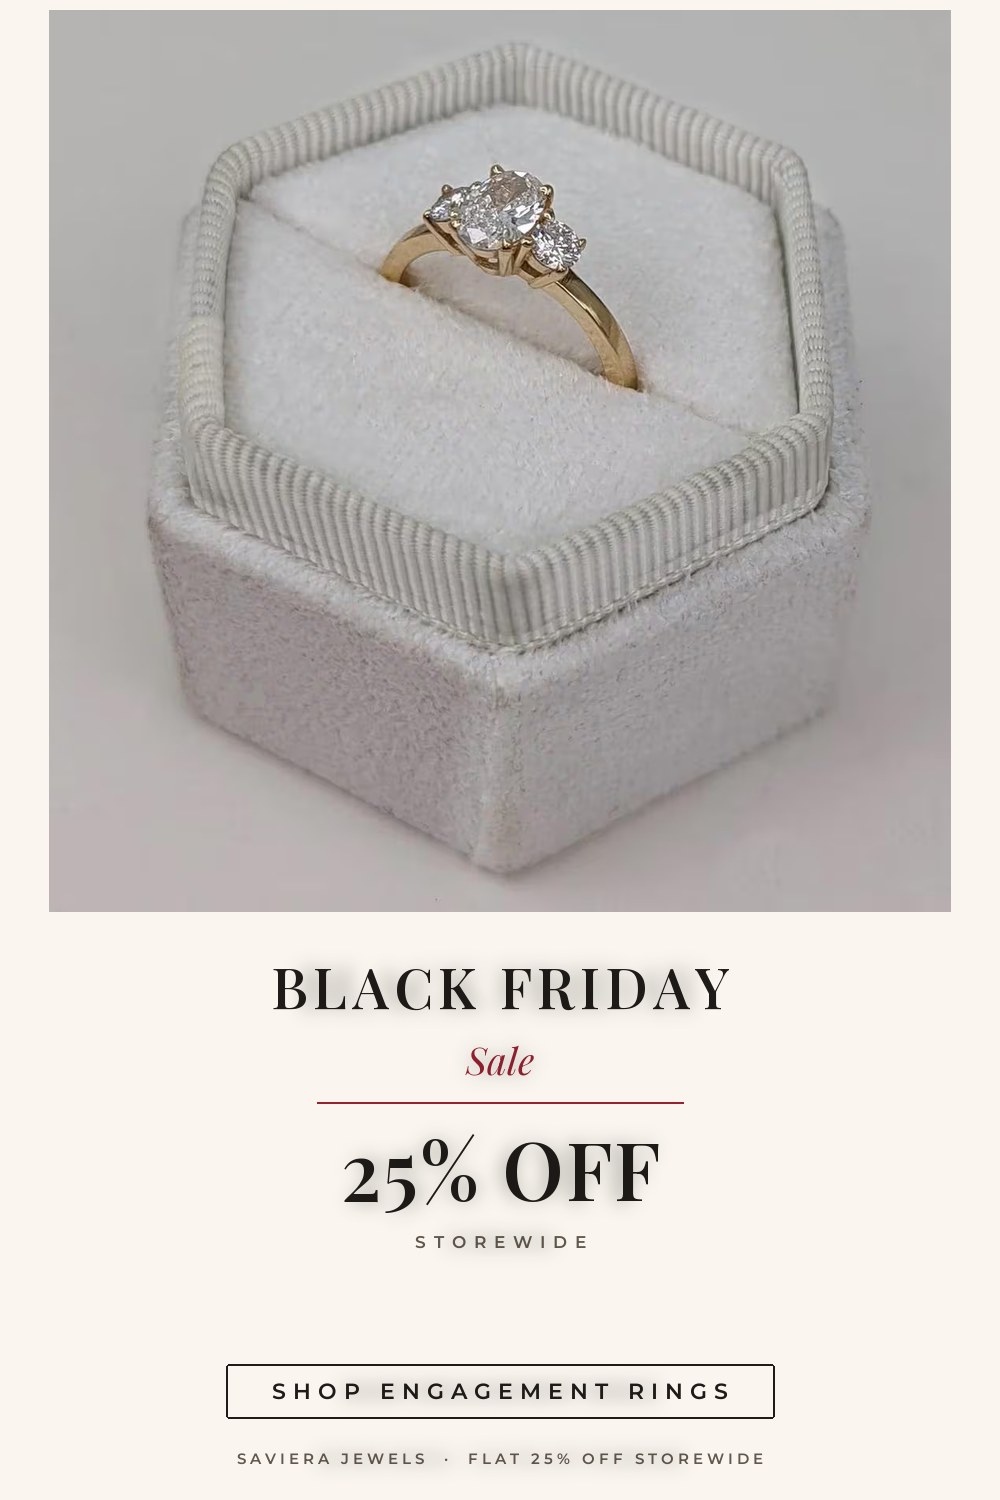 BLACK FRIDAY
Sale
25% OFF
STOREWIDE
SHOP ENGAGEMENT RINGS
SAVIERA JEWELS · FLAT 25% OFF STOREWIDE